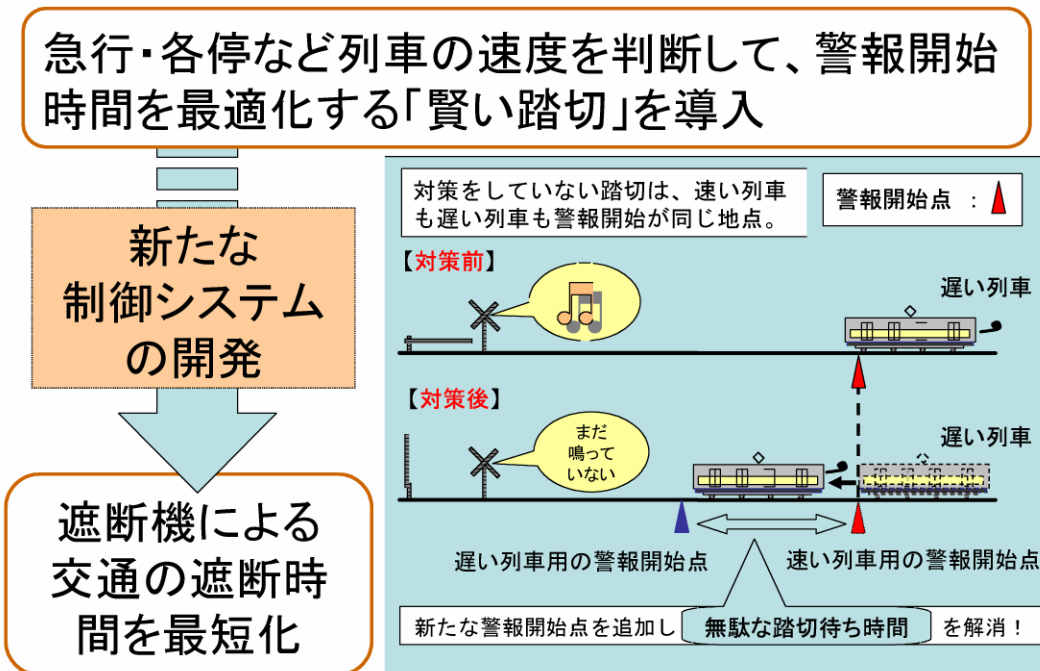 急行・各停など列車の速度を判断して、警報開始
時間を最適化する「賢い踏切」を導入
新たな
制御システム
の開発
遮断機による
交通の遮断時
間を最短化
対策をしていない踏切は、速い列車
も遅い列車も警報開始が同じ地点。
警報開始点 :
【対策前】
遅い列車
【対策後】
まだ
鳴って
いない
遅い列車
遅い列車用の警報開始点
速い列車用の警報開始点
新たな警報開始点を追加し 無駄な踏切待ち時間 を解消!